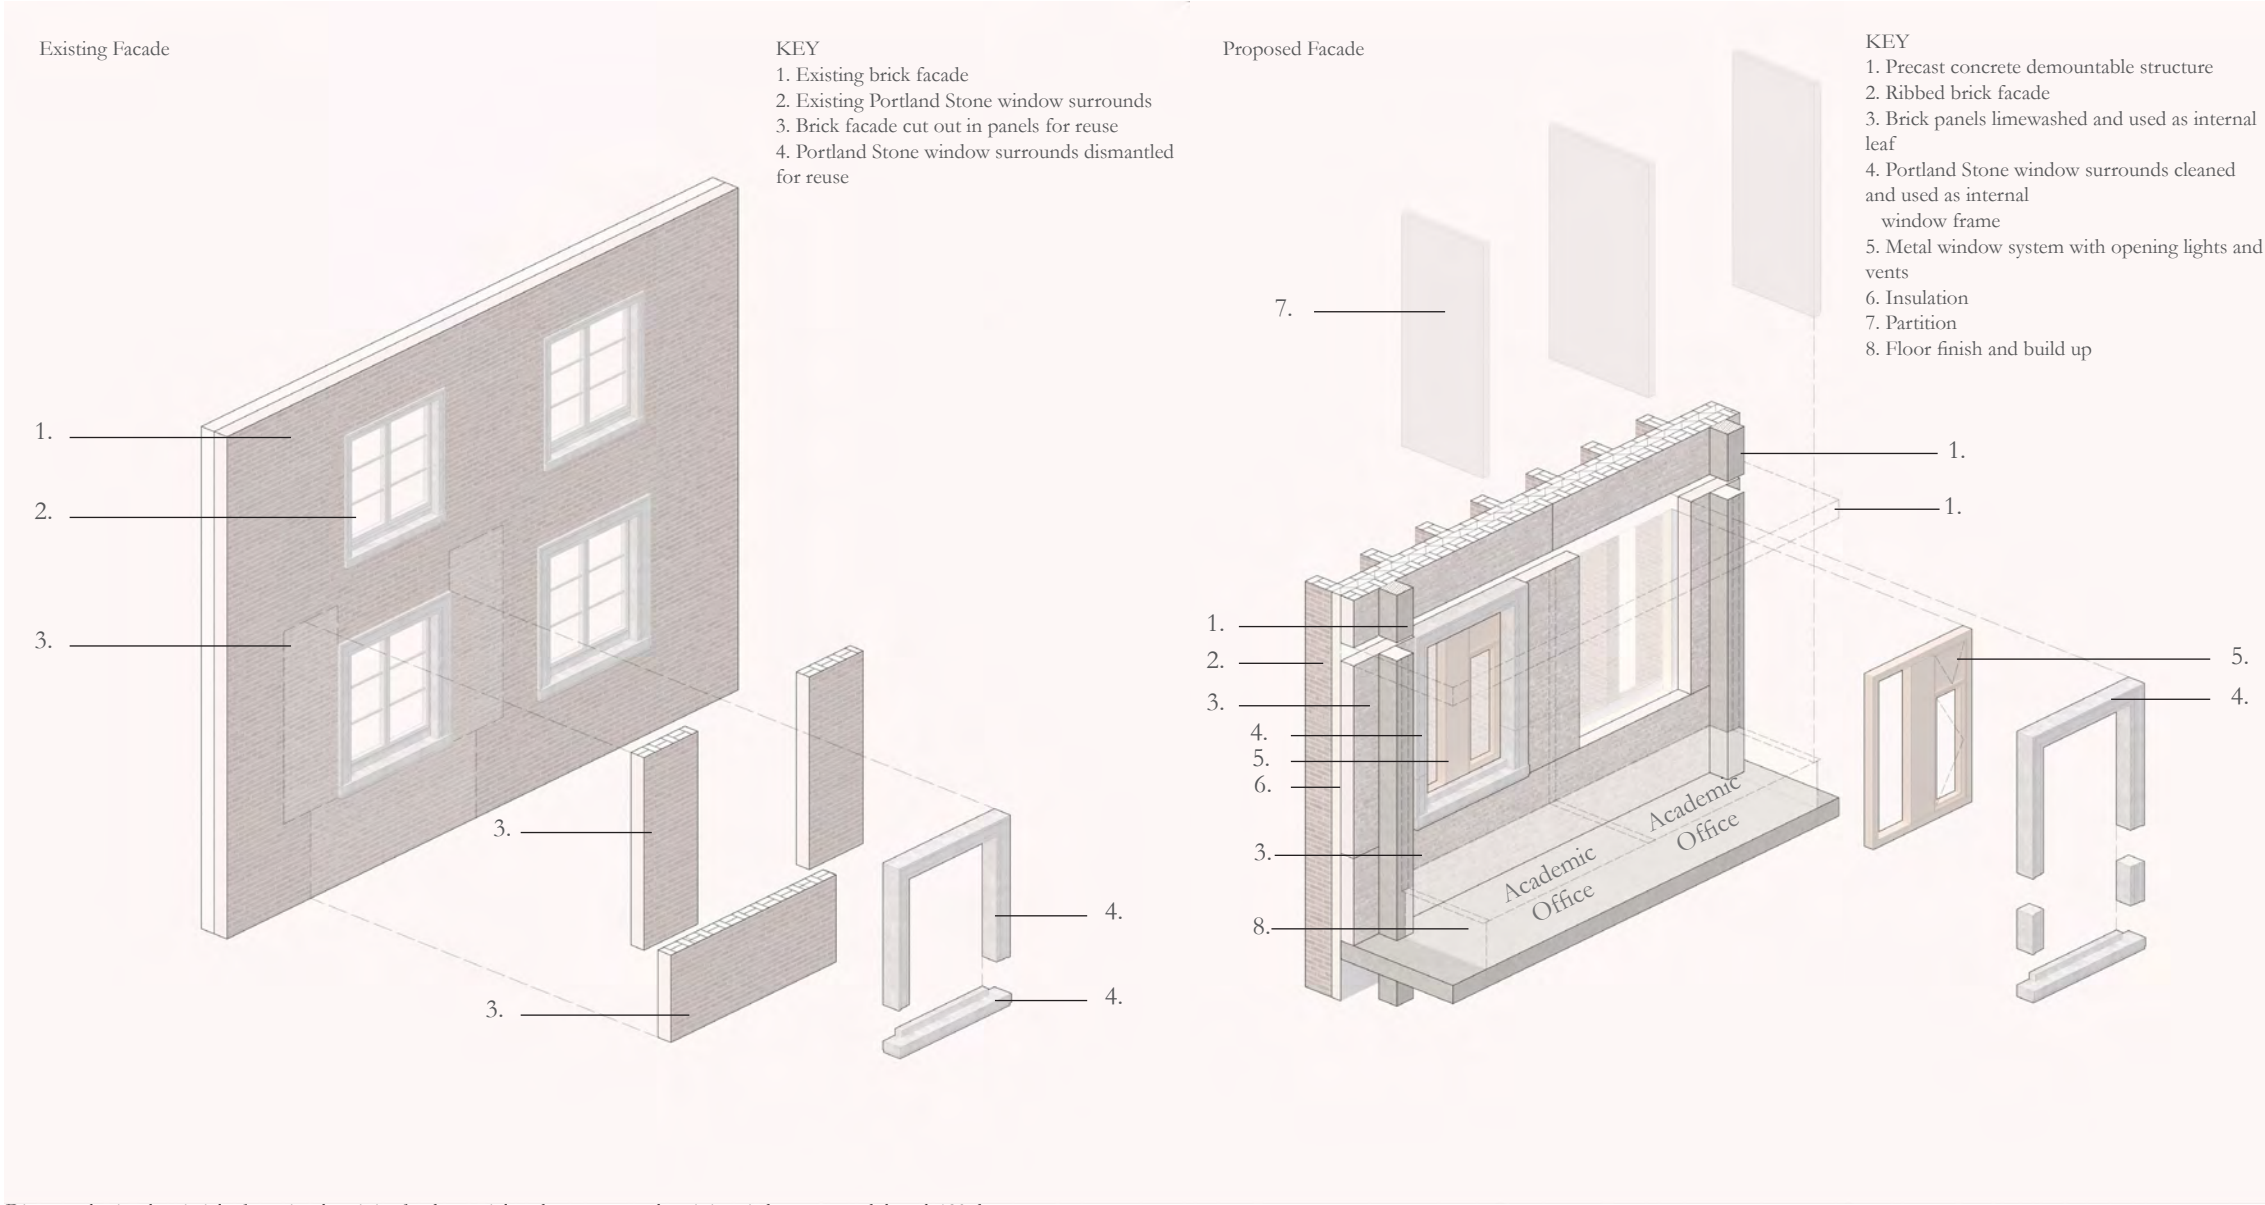 Existing Facade
KEY
1. Existing brick facade
2. Existing Portland Stone window surrounds
3. Brick facade cut out in panels for reuse
4. Portland Stone window surrounds dismantled
for reuse
1.
2.
3.
3.
3.
4.
4.
Proposed Facade
KEY
1. Precast concrete demountable structure
2. Ribbed brick facade
3. Brick panels limewashed and used as internal
leaf
4. Portland Stone window surrounds cleaned
and used as internal
window frame
5. Metal window system with opening lights and
vents
6. Insulation
7. Partition
8. Floor finish and build up
7.
1.
1.
1.
2.
3.
4.
5.
6.
3.
8.
5.
4.
Academic
Office
Academic
Office